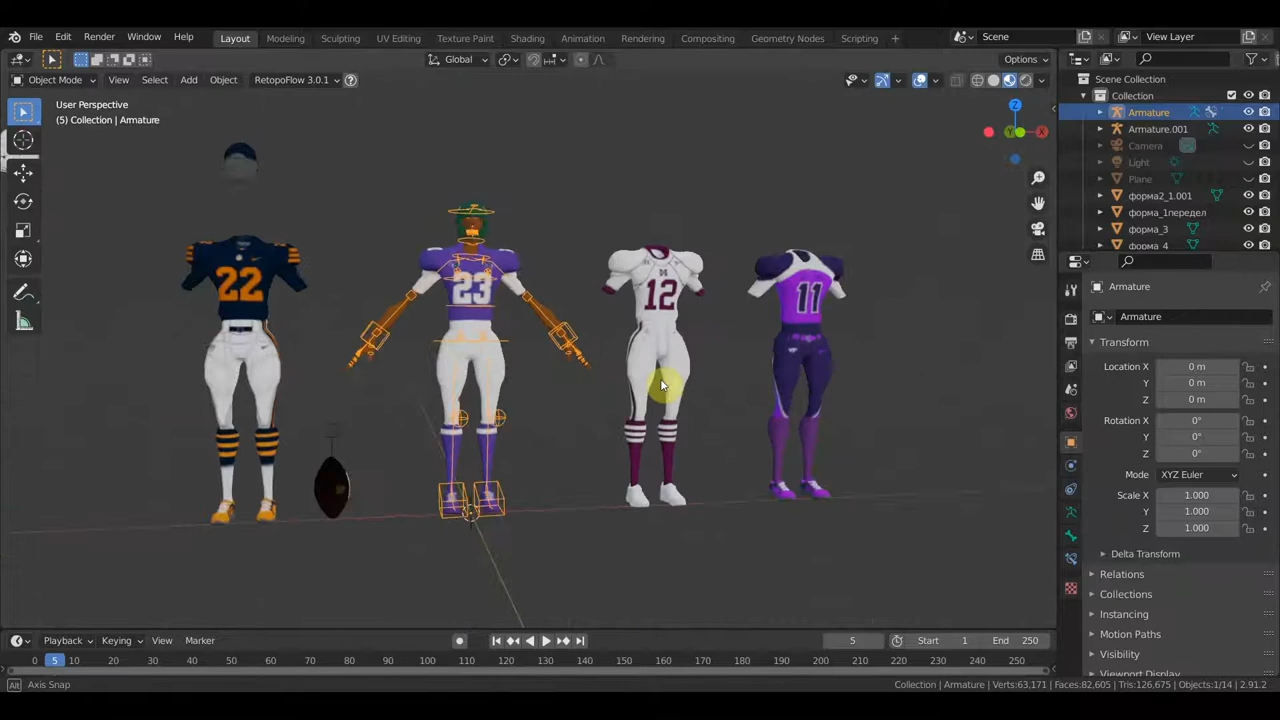 File Edit Render Window Help Layout Modeling Sculpting UV Editing Texture Paint Shading Animation Rendering Compositing Geometry Nodes Scripting + Scene View Layer
Global Options
Object Mode View Select Add Object RetopoFlow 3.0.1
User Perspective
(5) Collection | Armature
Scene Collection
Collection
Armature
Armature.001
Camera
Light
Plane
форма2_1.001
форма_1передел
форма_3
форма_4
Z
X
Y
22
23
12
11
Armature
Armature
Transform
Location X 0 m
Y 0 m
Z 0 m
Rotation X 0°
Y 0°
Z 0°
Mode XYZ Euler
Scale X 1.000
Y 1.000
Z 1.000
Delta Transform
Relations
Collections
Instancing
Motion Paths
Visibility
Viewport Display
Playback Keying View Marker 5 Start 1 End 250
0 5 10 20 30 40 50 60 70 80 90 100 110 120 130 140 150 160 170 180 190 200 210 220 230 240 250
Alt Axis Snap Collection | Armature | Verts:63,171 | Faces:82,605 | Tris:126,675 | Objects:1/14 | 2.91.2